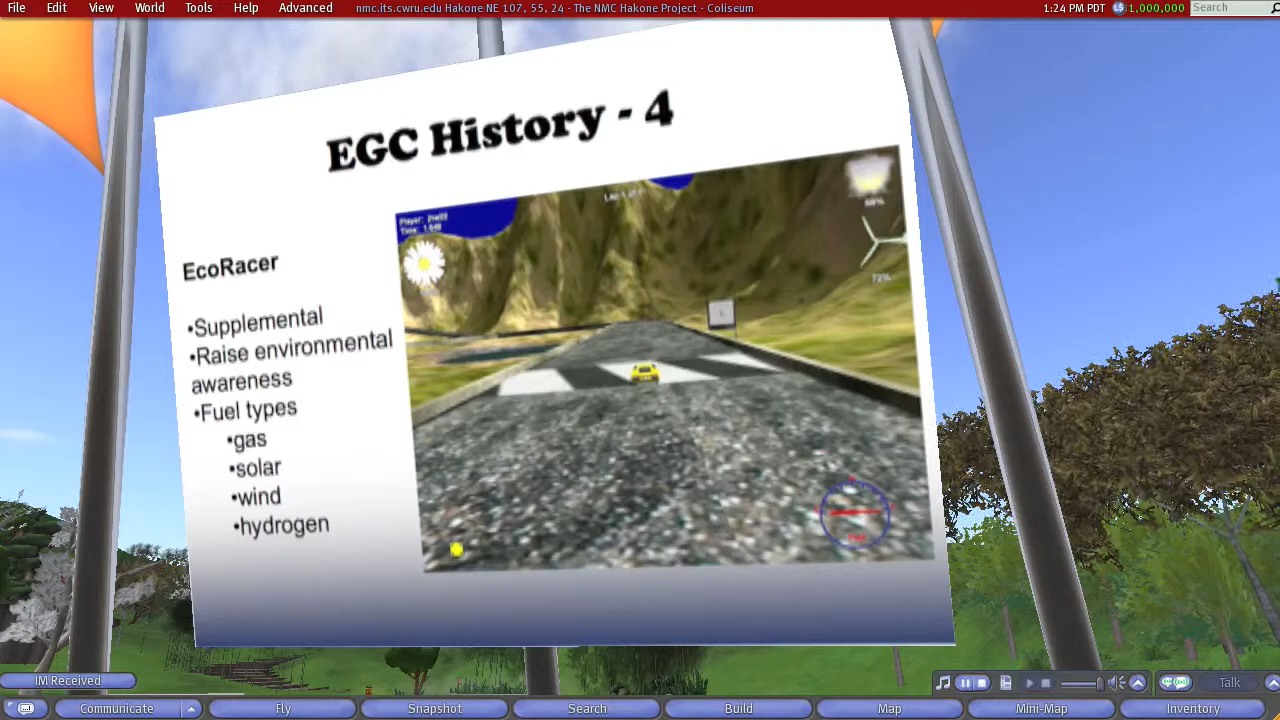 File Edit View World Tools Help Advanced nmc.its.cwru.edu Hakone NE 107, 55, 24 - The NMC Hakone Project - Coliseum 1:24 PM PDT L$ 1,000,000 Search
EGC History - 4
EcoRacer
•Supplemental
•Raise environmental
awareness
•Fuel types
•gas
•solar
•wind
•hydrogen
72%
IM Received
Talk
Communicate Fly Snapshot Search Build Map Mini-Map Inventory